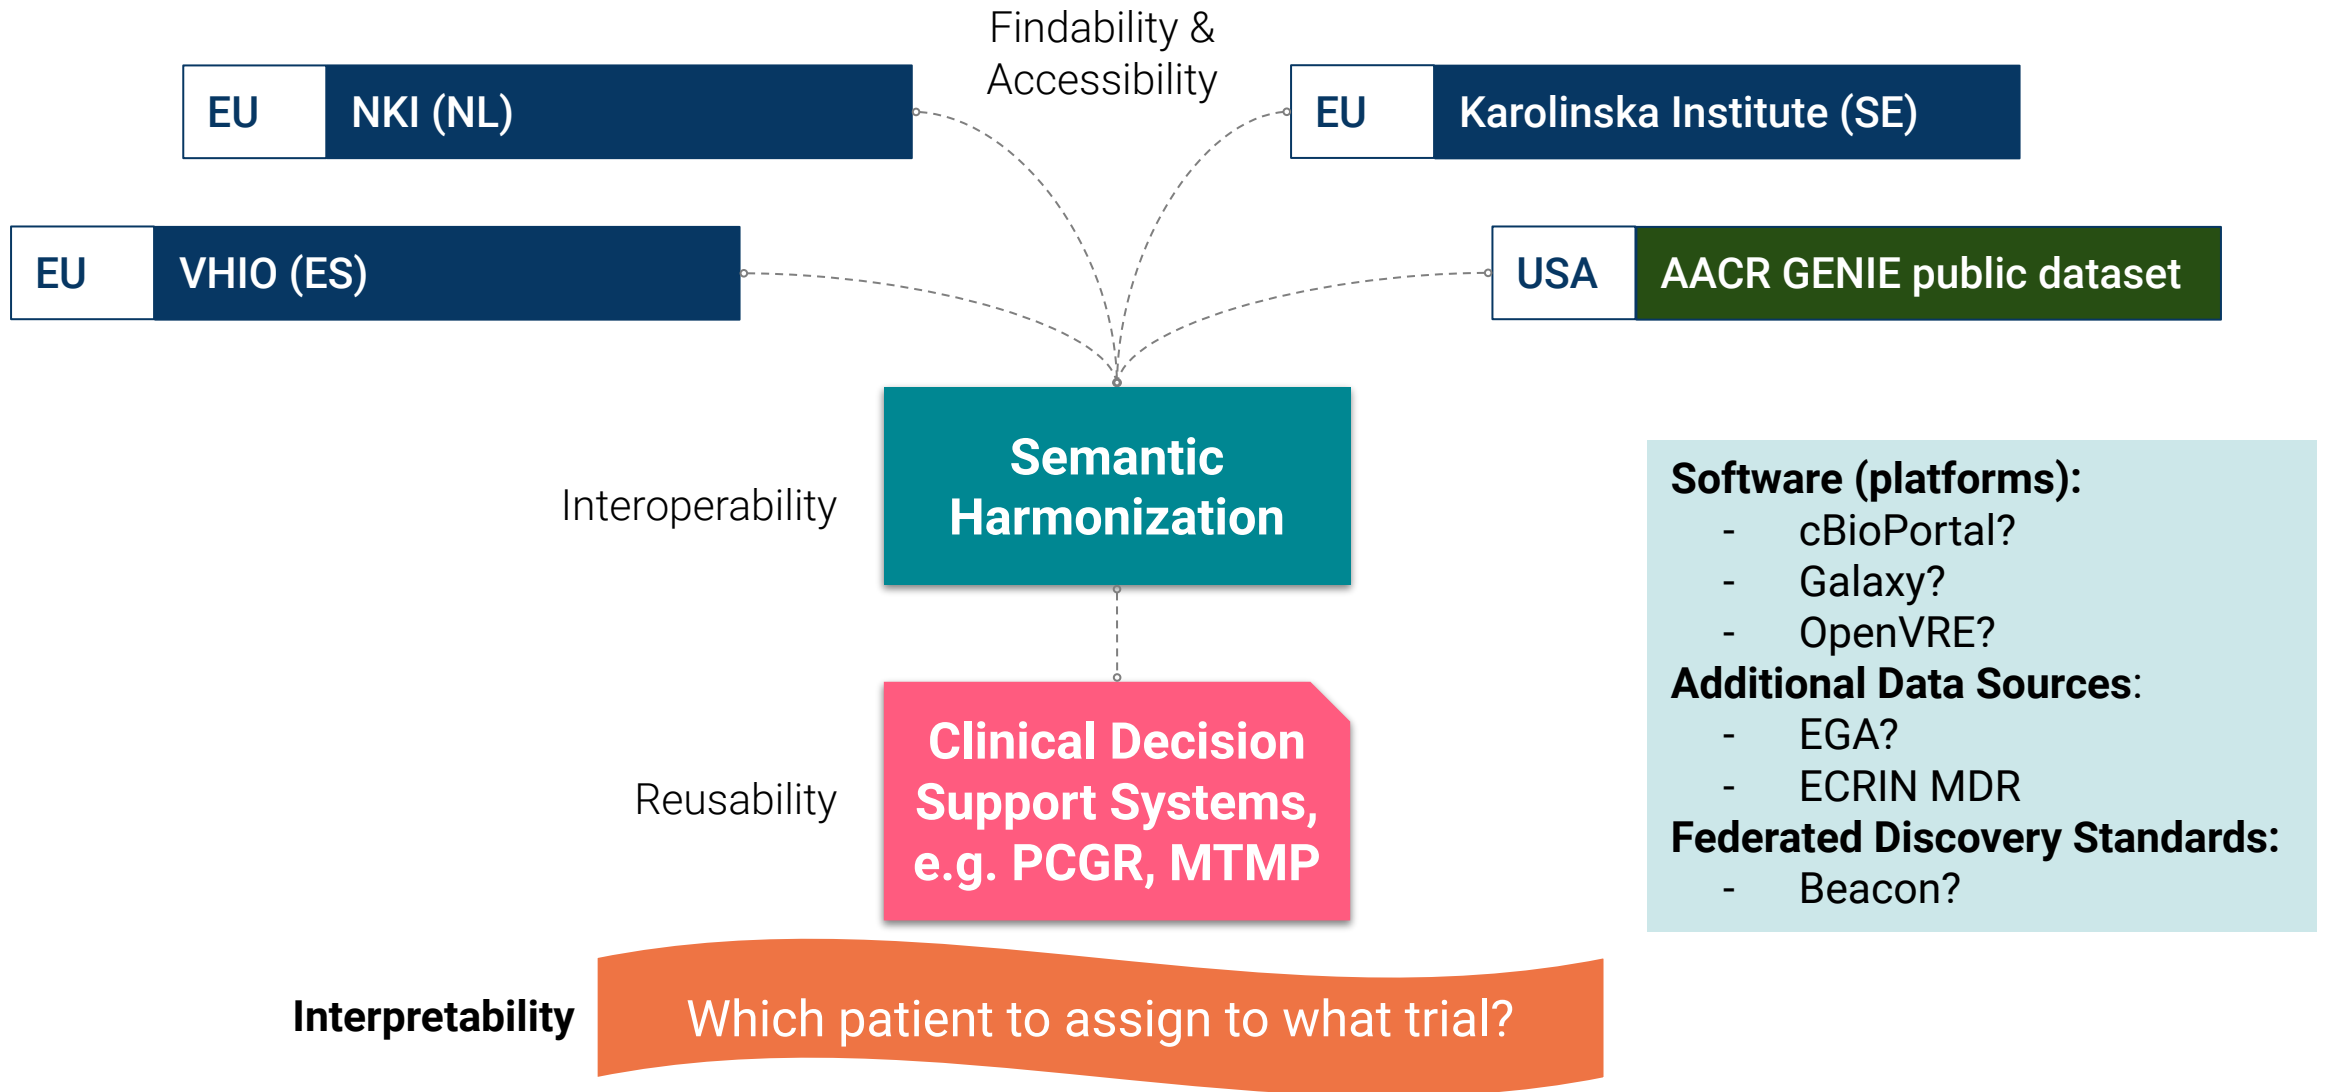 Findability &
Accessibility
EU NKI (NL)
EU Karolinska Institute (SE)
EU VHIO (ES)
USA AACR GENIE public dataset
Interoperability
Semantic
Harmonization
Reusability
Clinical Decision
Support Systems,
e.g. PCGR, MTMP
Interpretability
Which patient to assign to what trial?
Software (platforms):
- cBioPortal?
- Galaxy?
- OpenVRE?
Additional Data Sources:
- EGA?
- ECRIN MDR
Federated Discovery Standards:
- Beacon?